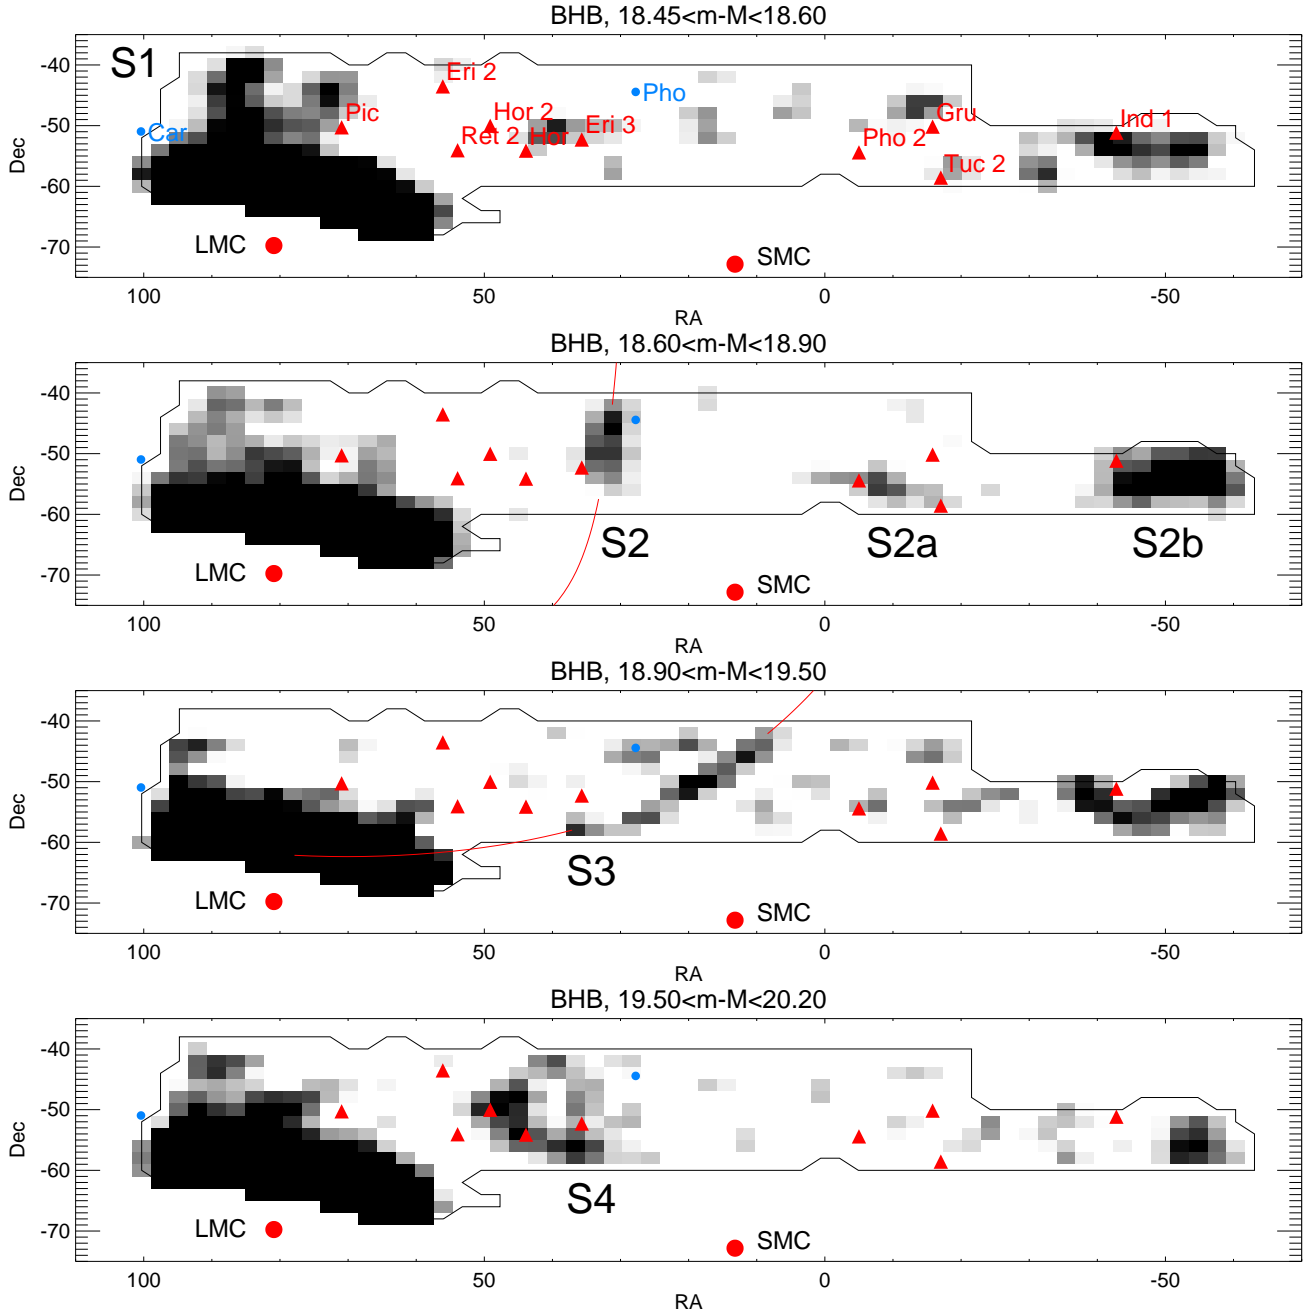 BHB, 18.45<m-M<18.60
S1
Eri 2
Pho
Pic
Hor 2
Car
Ret 2
Hor
Eri 3
Gru
Pho 2
Ind 1
Tuc 2
LMC
SMC
-40
-50
-60
-70
Dec
100
50
0
-50
RA
BHB, 18.60<m-M<18.90
S2
S2a
S2b
LMC
SMC
-40
-50
-60
-70
Dec
100
50
0
-50
RA
BHB, 18.90<m-M<19.50
S3
LMC
SMC
-40
-50
-60
-70
Dec
100
50
0
-50
RA
BHB, 19.50<m-M<20.20
S4
LMC
SMC
-40
-50
-60
-70
Dec
100
50
0
-50
RA